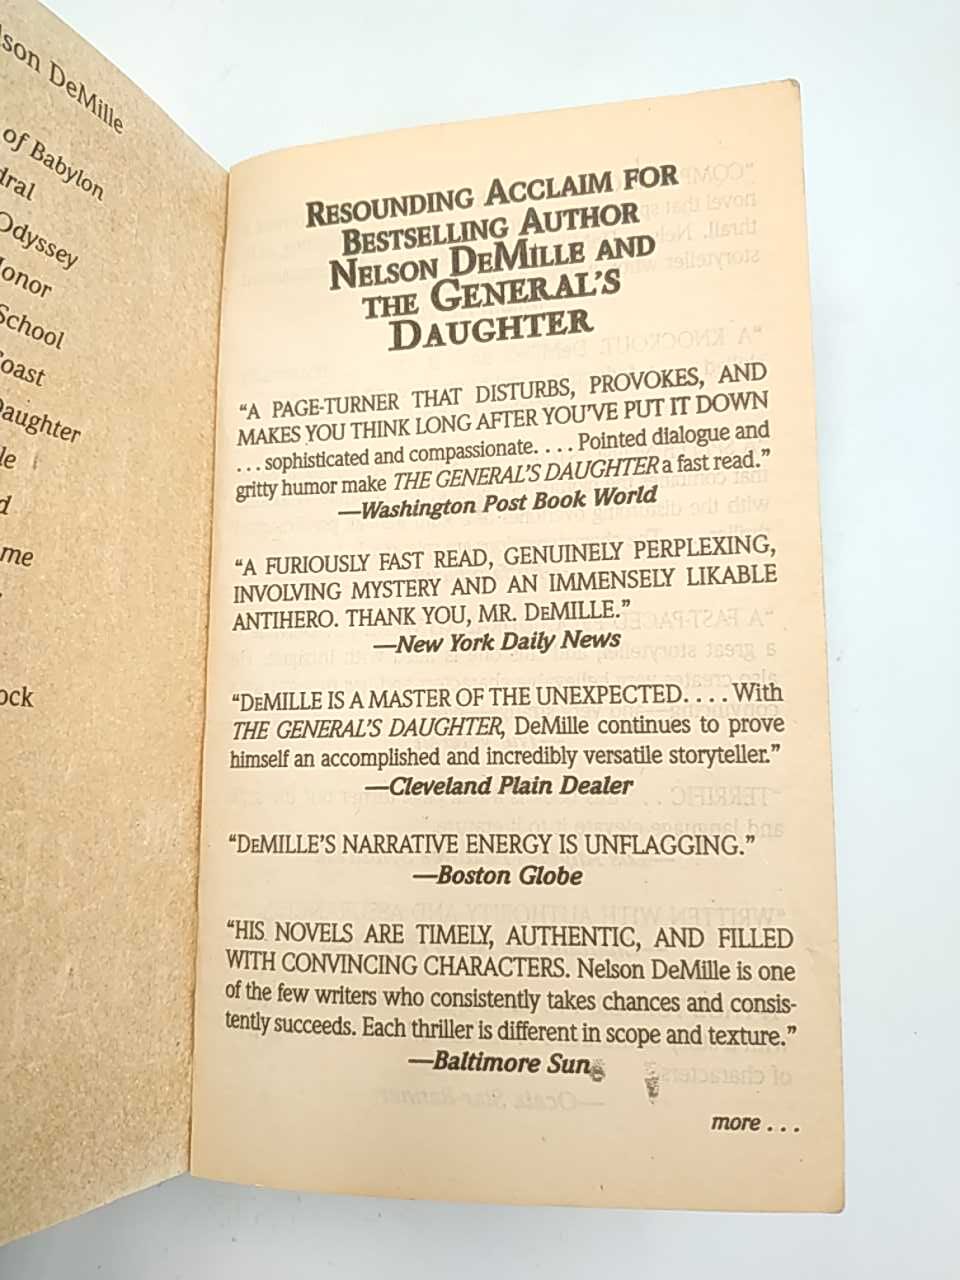 son DeMille
of Babylon
Odyssey
Honor
School
Coast
Daughter
RESOUNDING ACCLAIM FOR
BESTSELLING AUTHOR
NELSON DEMILLE AND
THE GENERAL'S
DAUGHTER
“A PAGE-TURNER THAT DISTURBS, PROVOKES, AND
MAKES YOU THINK LONG AFTER YOU'VE PUT IT DOWN
. . . sophisticated and compassionate. . . . Pointed dialogue and
gritty humor make THE GENERAL'S DAUGHTER a fast read.”
—Washington Post Book World
“A FURIOUSLY FAST READ, GENUINELY PERPLEXING,
INVOLVING MYSTERY AND AN IMMENSELY LIKABLE
ANTIHERO. THANK YOU, MR. DEMILLE.”
—New York Daily News
“DEMILLE IS A MASTER OF THE UNEXPECTED. . . . With
THE GENERAL'S DAUGHTER, DeMille continues to prove
himself an accomplished and incredibly versatile storyteller.”
—Cleveland Plain Dealer
“DEMILLE'S NARRATIVE ENERGY IS UNFLAGGING.”
—Boston Globe
“HIS NOVELS ARE TIMELY, AUTHENTIC, AND FILLED
WITH CONVINCING CHARACTERS. Nelson DeMille is one
of the few writers who consistently takes chances and consis-
tently succeeds. Each thriller is different in scope and texture.”
—Baltimore Sun
more . . .